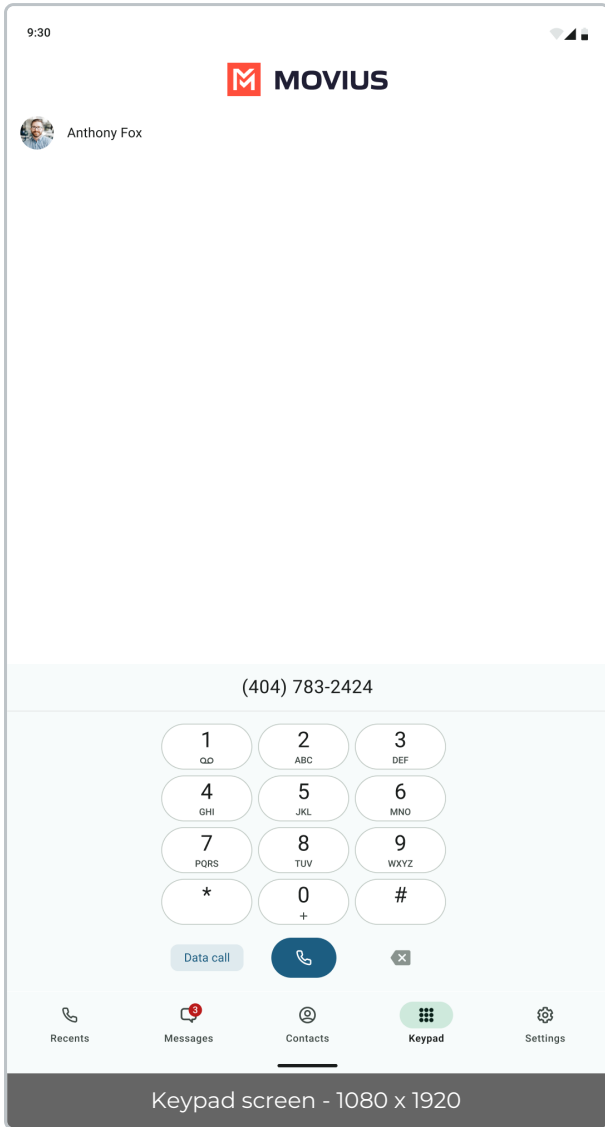 9:30
MOVIUS
Anthony Fox
(404) 783-2424
1 2 3
ABC DEF
4 5 6
GHI JKL MNO
7 8 9
PQRS TUV WXYZ
* 0 #
+
Data call
3
Recents Messages Contacts Keypad Settings
Keypad screen - 1080 x 1920